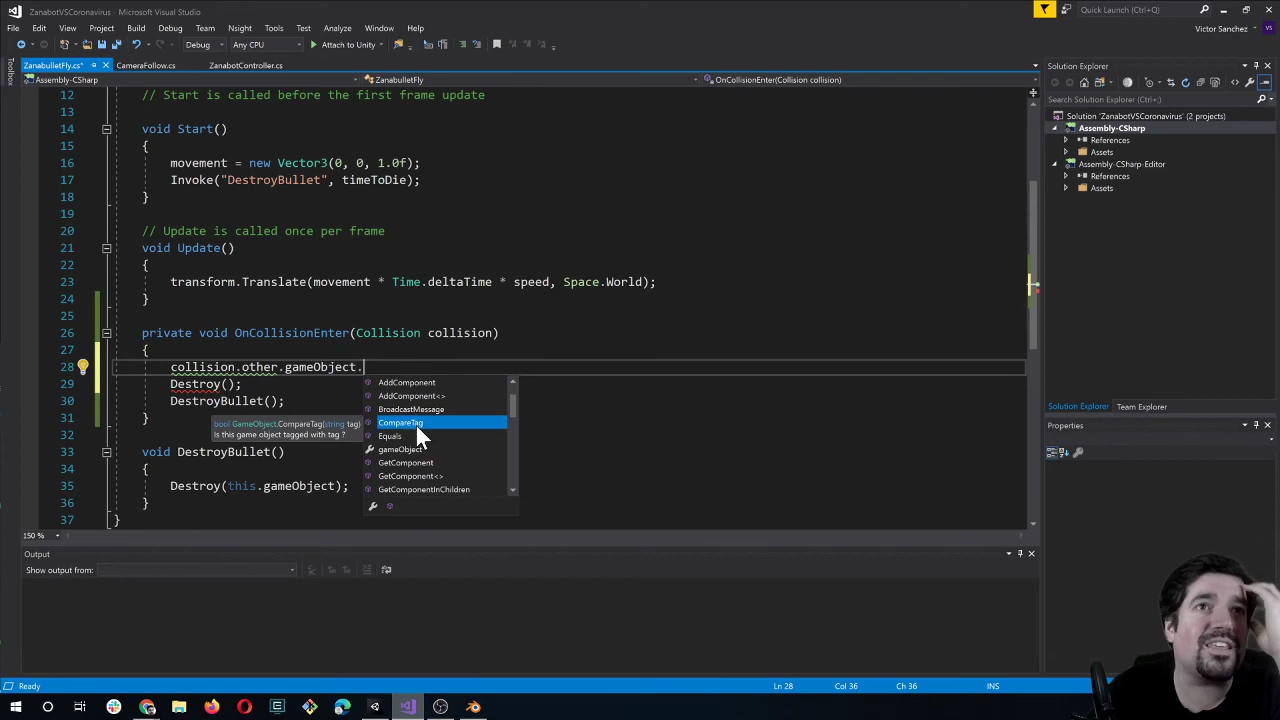 ZanabotVSCoronavirus - Microsoft Visual Studio
Quick Launch (Ctrl+Q)
File Edit View Project Build Debug Team Tools Test Analyze Window Help
Victor Sanchez VS
Debug Any CPU Attach to Unity
Toolbox
ZanabulletFly.cs* CameraFollow.cs ZanabotController.cs
Assembly-CSharp ZanabulletFly OnCollisionEnter(Collision collision)
12 // Start is called before the first frame update
13
14 void Start()
15 {
16 movement = new Vector3(0, 0, 1.0f);
17 Invoke("DestroyBullet", timeToDie);
18 }
19
20 // Update is called once per frame
21 void Update()
22 {
23 transform.Translate(movement * Time.deltaTime * speed, Space.World);
24 }
25
26 private void OnCollisionEnter(Collision collision)
27 {
28 collision.other.gameObject.
29 Destroy();
30 DestroyBullet();
31 }
32
33 void DestroyBullet()
34 {
35 Destroy(this.gameObject);
36 }
37 }
AddComponent
AddComponent<>
BroadcastMessage
CompareTag
Equals
gameObject
GetComponent
GetComponent<>
GetComponentInChildren
bool GameObject.CompareTag(string tag)
Is this game object tagged with tag ?
150 %
Output
Show output from:
Solution Explorer
Search Solution Explorer (Ctrl+;)
Solution 'ZanabotVSCoronavirus' (2 projects)
Assembly-CSharp
References
Assets
Assembly-CSharp-Editor
References
Assets
Solution Explorer Team Explorer
Properties
Ready Ln 28 Col 36 Ch 36 INS